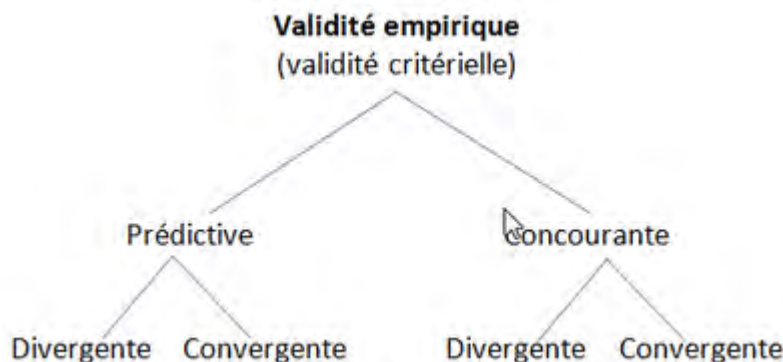 Validité empirique
(validité critérielle)
Prédictive Concourante
Divergente Convergente Divergente Convergente